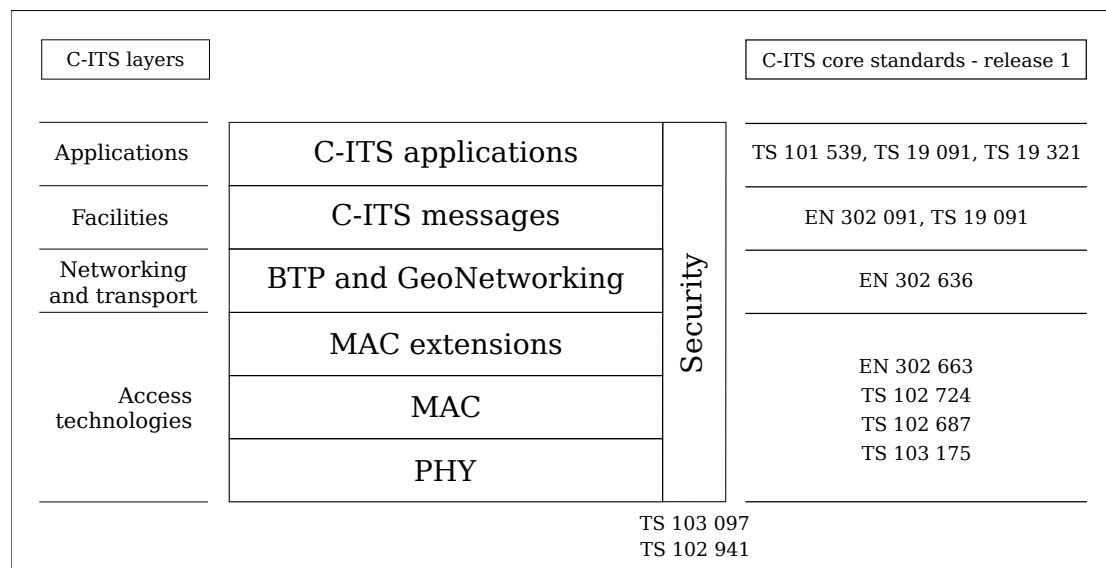 C-ITS layers
C-ITS core standards - release 1
Applications
C-ITS applications
TS 101 539, TS 19 091, TS 19 321
Facilities
C-ITS messages
EN 302 091, TS 19 091
Networking
and transport
BTP and GeoNetworking
EN 302 636
Security
Access
technologies
MAC extensions
MAC
PHY
EN 302 663
TS 102 724
TS 102 687
TS 103 175
TS 103 097
TS 102 941